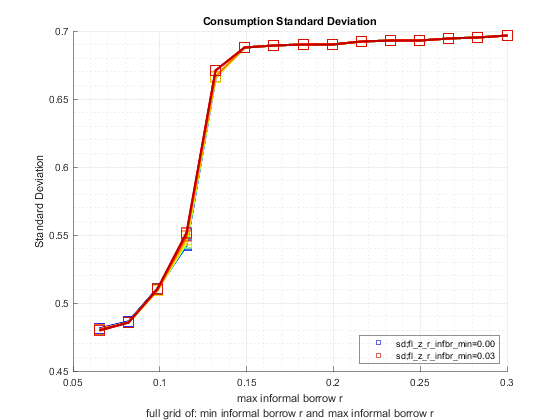 Consumption Standard Deviation
0.7
0.65
0.6
0.55
0.5
0.45
Standard Deviation
sd;fl_z_r_infbr_min=0.00
sd;fl_z_r_infbr_min=0.03
0.05 0.1 0.15 0.2 0.25 0.3
max informal borrow r
full grid of: min informal borrow r and max informal borrow r